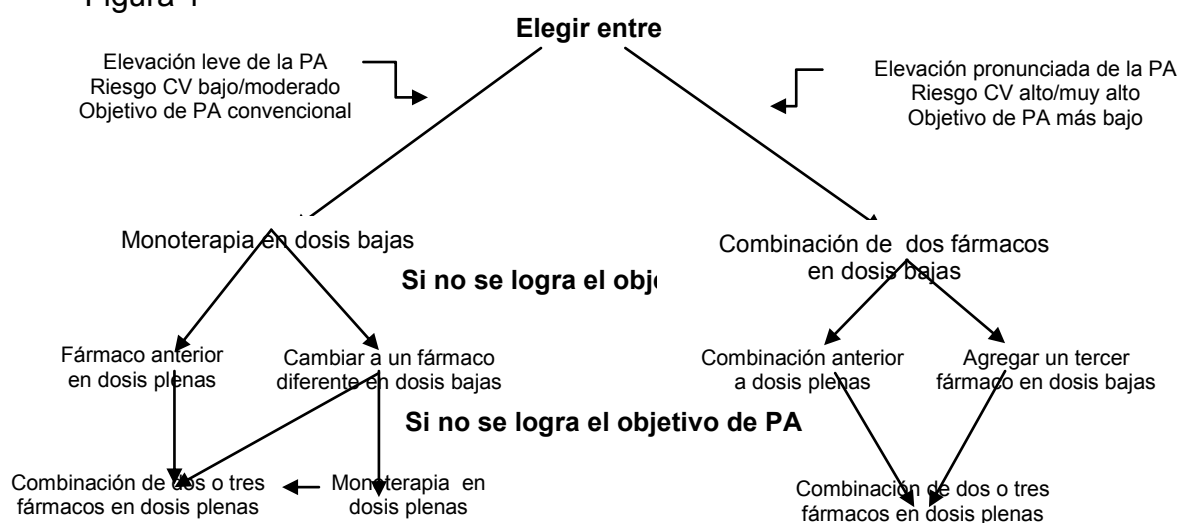 Figura 1
Elegir entre
Elevación leve de la PA
Riesgo CV bajo/moderado
Objetivo de PA convencional
Elevación pronunciada de la PA
Riesgo CV alto/muy alto
Objetivo de PA más bajo
Monoterapia en dosis bajas
Combinación de dos fármacos
en dosis bajas
Si no se logra el obj
Fármaco anterior
en dosis plenas
Cambiar a un fármaco
diferente en dosis bajas
Combinación anterior
a dosis plenas
Agregar un tercer
fármaco en dosis bajas
Si no se logra el objetivo de PA
Combinación de dos o tres
fármacos en dosis plenas
Monoterapia en
dosis plenas
Combinación de dos o tres
fármacos en dosis plenas